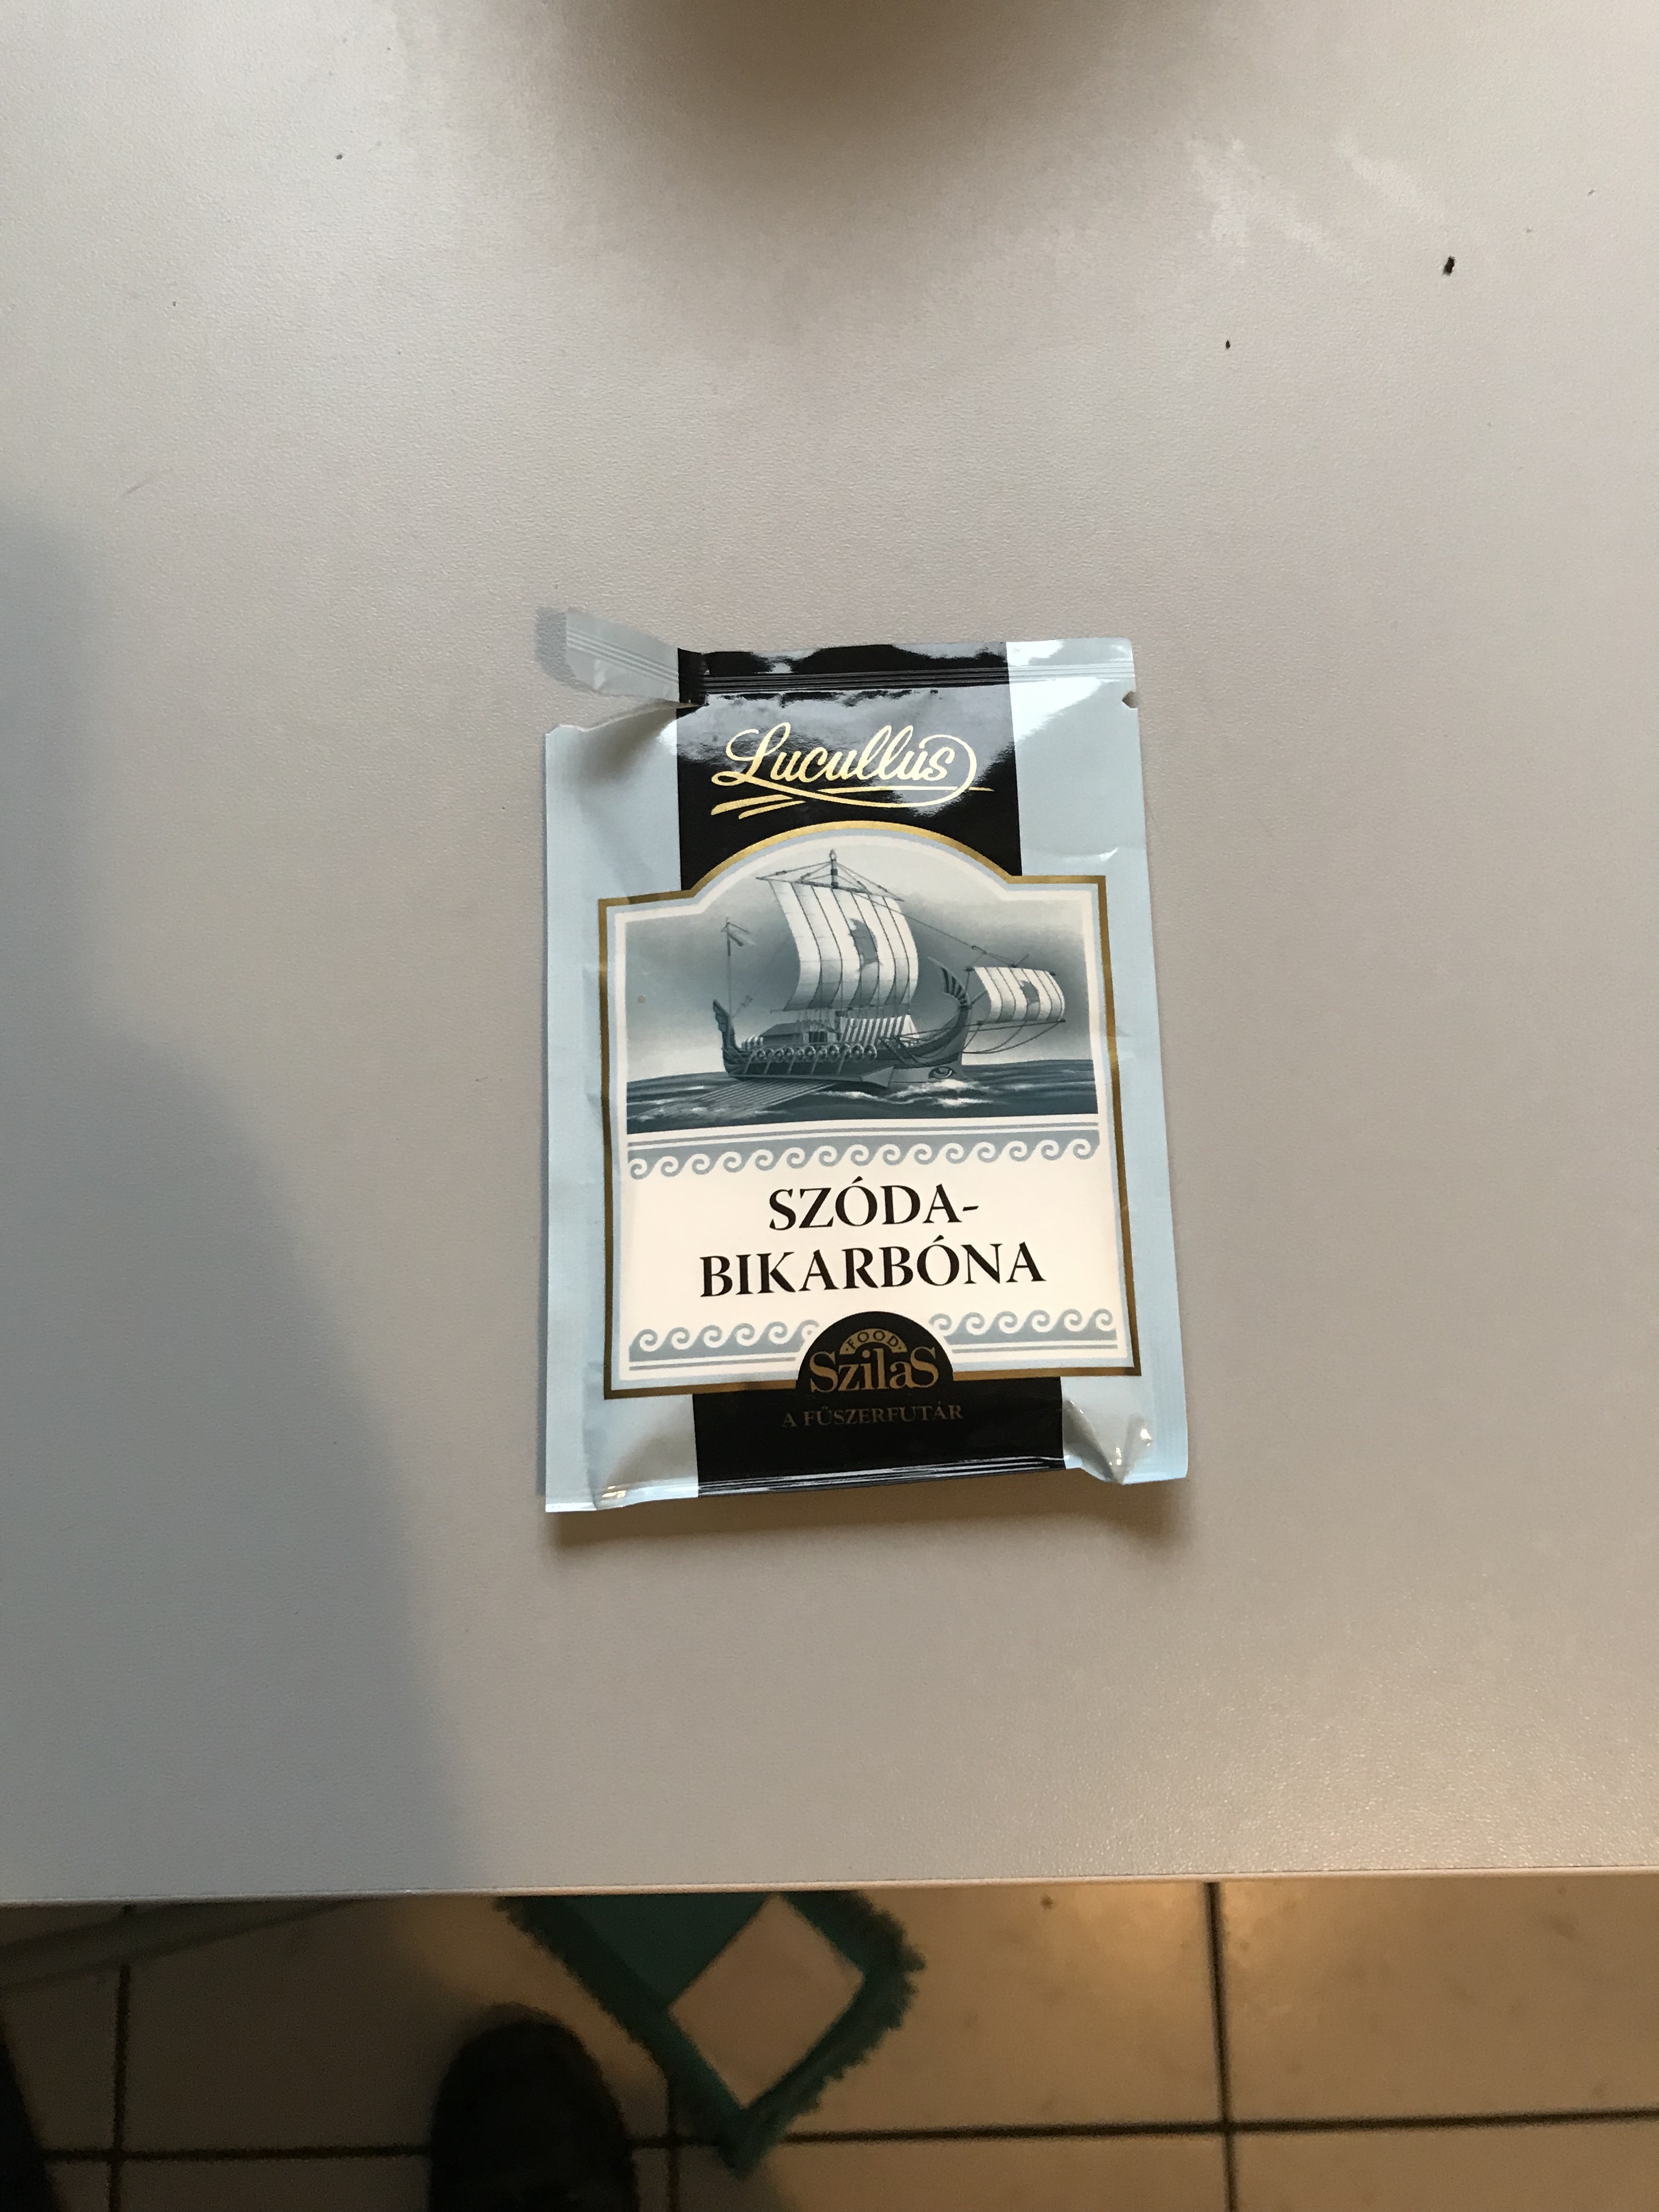 Lucullus
SZÓDA-
BIKARBÓNA
FOOD
SzilaS
A FŰSZERFUTÁR